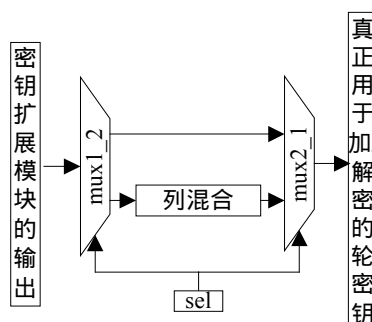 密钥扩展模块的输出
mux1_2
列混合
mux2_1
sel
真正用于加解密的轮密钥